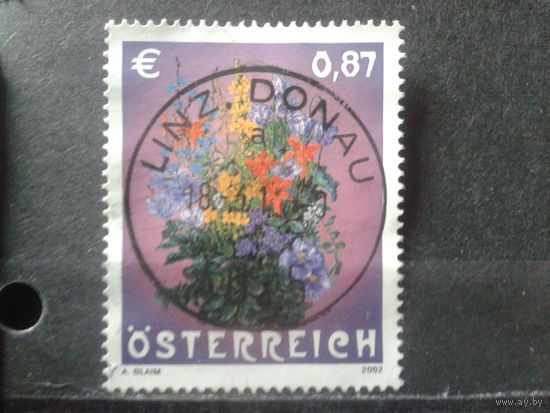 € 0,87
LINZ. DONAU
a
ÖSTERREICH
A. BLAIM 2002
www.ay.by